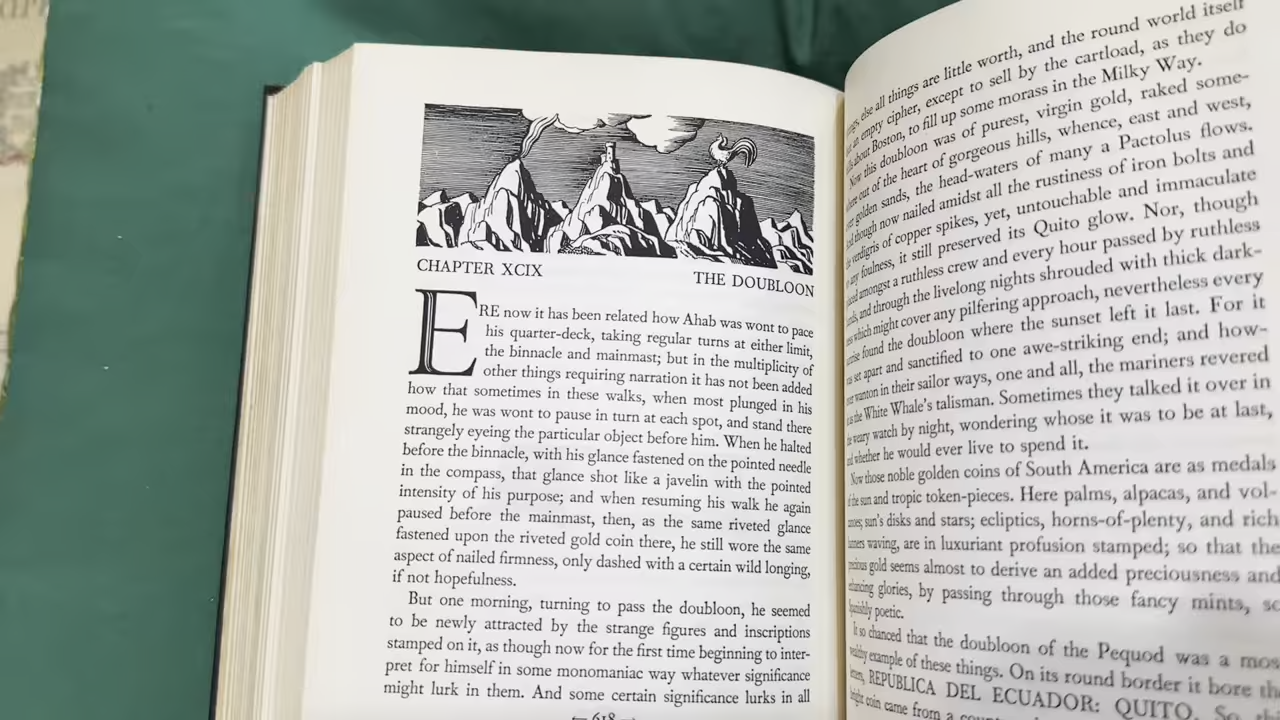 CHAPTER XCIX
THE DOUBLOON
ERE now it has been related how Ahab was wont to pace
his quarter-deck, taking regular turns at either limit,
the binnacle and mainmast; but in the multiplicity of
other things requiring narration it has not been added
how that sometimes in these walks, when most plunged in his
mood, he was wont to pause in turn at each spot, and stand there
strangely eyeing the particular object before him. When he halted
before the binnacle, with his glance fastened on the pointed needle
in the compass, that glance shot like a javelin with the pointed
intensity of his purpose; and when resuming his walk he again
paused before the mainmast, then, as the same riveted glance
fastened upon the riveted gold coin there, he still wore the same
aspect of nailed firmness, only dashed with a certain wild longing,
if not hopefulness.
But one morning, turning to pass the doubloon, he seemed
to be newly attracted by the strange figures and inscriptions
stamped on it, as though now for the first time beginning to inter-
pret for himself in some monomaniac way whatever significance
might lurk in them. And some certain significance lurks in all
618
else all things are little worth, and the round world itself
an empty cipher, except to sell by the cartload, as they do
about Boston, to fill up some morass in the Milky Way.
Now this doubloon was of purest, virgin gold, raked some-
out of the heart of gorgeous hills, whence, east and west,
golden sands, the head-waters of many a Pactolus flows.
though now nailed amidst all the rustiness of iron bolts and
verdigris of copper spikes, yet, untouchable and immaculate
any foulness, it still preserved its Quito glow. Nor, though
amongst a ruthless crew and every hour passed by ruthless
and through the livelong nights shrouded with thick dark-
which might cover any pilfering approach, nevertheless every
found the doubloon where the sunset left it last. For it
was set apart and sanctified to one awe-striking end; and how-
wanton in their sailor ways, one and all, the mariners revered
as the White Whale's talisman. Sometimes they talked it over in
weary watch by night, wondering whose it was to be at last,
and whether he would ever live to spend it.
Now those noble golden coins of South America are as medals
of the sun and tropic token-pieces. Here palms, alpacas, and vol-
sun's disks and stars; ecliptics, horns-of-plenty, and rich
waving, are in luxuriant profusion stamped; so that the
gold seems almost to derive an added preciousness and
glories, by passing through those fancy mints, so
poetic.
It so chanced that the doubloon of the Pequod was a mos
example of these things. On its round border it bore th
letters, REPUBLICA DEL ECUADOR: QUITO. So
bright coin came from a